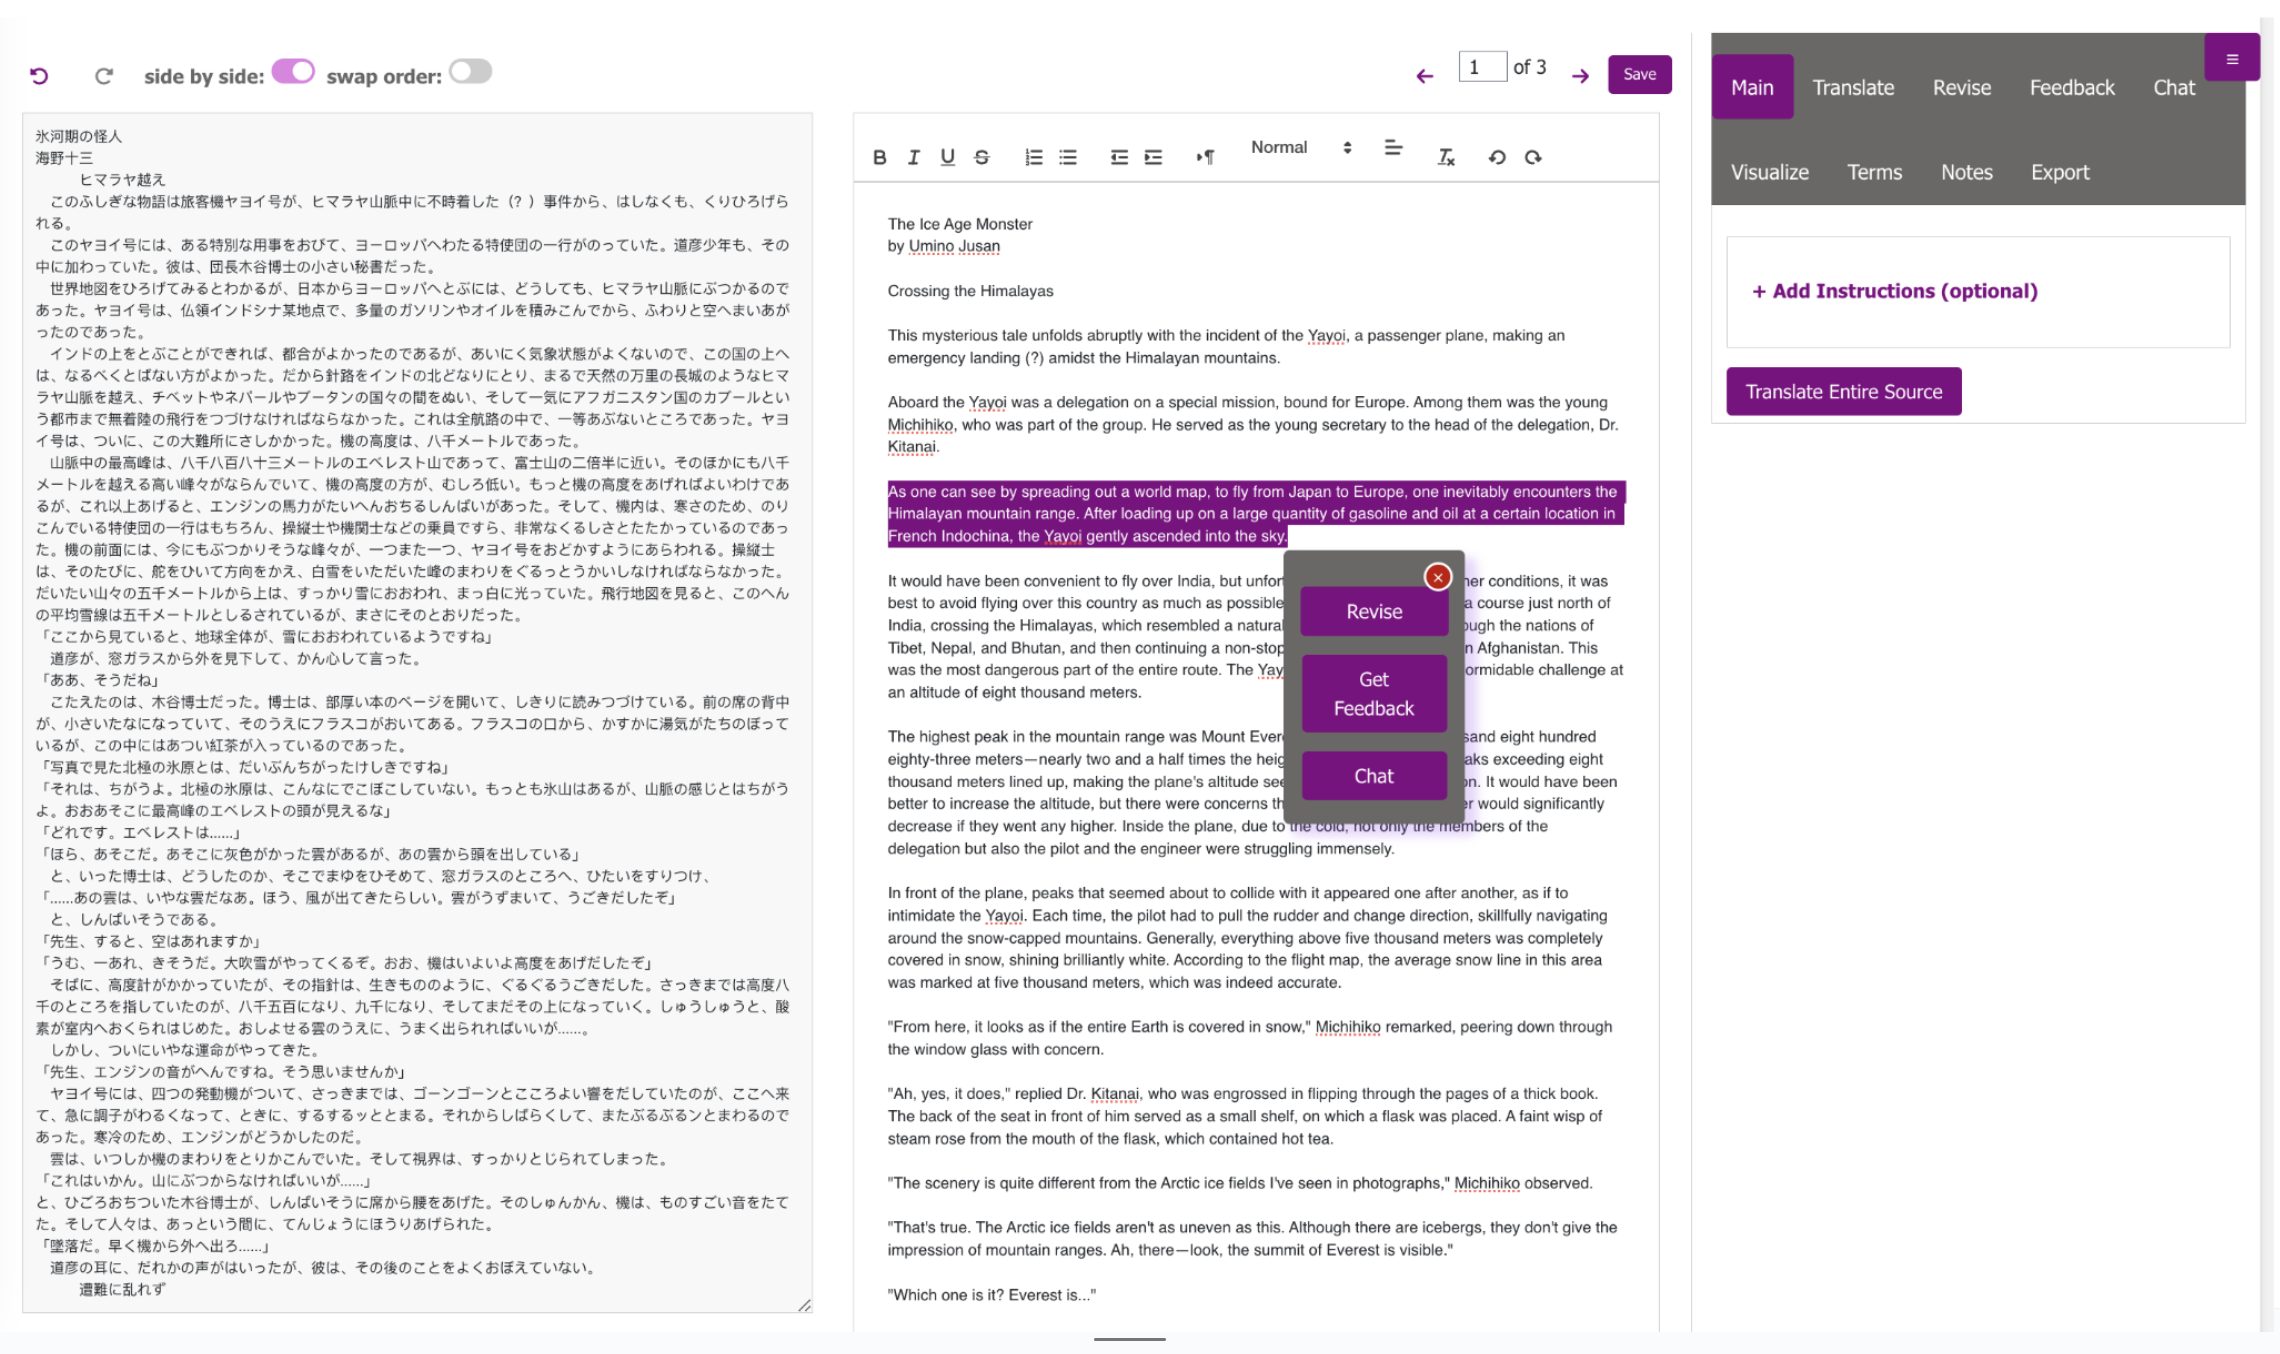 side by side:
swap order:
1 of 3
Save
氷河期の怪人
海野十三
ヒマラヤ越え
このふしぎな物語は旅客機ヤヨイ号が、ヒマラヤ山脈中に不時着した（？）事件から、はしなくも、くりひろげら
れる。
このヤヨイ号には、ある特別な用事をおびて、ヨーロッパへわたる特使団の一行がのっていた。道彦少年も、その
中に加わっていた。彼は、団長木谷博士の小さい秘書だった。
世界地図をひろげてみるとわかるが、日本からヨーロッパへとぶには、どうしても、ヒマラヤ山脈にぶつかるので
あった。ヤヨイ号は、仏領インドシナ某地点で、多量のガソリンやオイルを積みこんでから、ふわりと空へまいあが
ったのであった。
インドの上をとぶことができれば、都合がよかったのであるが、あいにく気象状態がよくないので、この国の上へ
は、なるべくとばない方がよかった。だから針路をインドの北どなりにとり、まるで天然の万里の長城のようなヒマ
ラヤ山脈を越え、チベットやネパールやブータンの国々の間をぬい、そして一気にアフガニスタン国のカブールとい
う都市まで無着陸の飛行をつづけなければならなかった。これは全航路の中で、一等あぶないところであった。ヤヨ
イ号は、ついに、この大難所にさしかかった。機の高度は、八千メートルであった。
山脈中の最高峰は、八千八百八十三メートルのエベレスト山であって、富士山の二倍半に近い。そのほかにも八千
メートルを越える高い峰々がならんでいて、機の高度の方が、むしろ低い。もっと機の高度をあげればよいわけであ
るが、これ以上あげると、エンジンの馬力がたいへんおちるしんぱいがあった。そして、機内は、寒さのため、のり
こんでいる特使団の一行はもちろん、操縦士や機関士などの乗員ですら、非常なくるしさとたたかっているのであっ
た。機の前面には、今にもぶつかりそうな峰々が、一つまた一つ、ヤヨイ号をおどかすようにあらわれる。操縦士
は、そのたびに、舵をひいて方向をかえ、白雪をいただいた峰のまわりをぐるっとうかいしなければならなかった。
だいたい山々の五千メートルから上は、すっかり雪におおわれ、まっ白に光っていた。飛行地図を見ると、このへん
の平均雪線は五千メートルとしるされているが、まさにそのとおりだった。
「ここから見ていると、地球全体が、雪におおわれているようですね」
道彦が、窓ガラスから外を見下して、かん心して言った。
「ああ、そうだね」
こたえたのは、木谷博士だった。博士は、部厚い本のページを開いて、しきりに読みつづけている。前の席の背中
が、小さいたなになっていて、そのうえにフラスコがおいてある。フラスコの口から、かすかに湯気がたちのぼって
いるが、この中にはあつい紅茶が入っているのであった。
「写真で見た北極の氷原とは、だいぶんちがったけしきですね」
「それは、ちがうよ。北極の氷原は、こんなにでこぼこしていない。もっとも氷山はあるが、山脈の感じとはちがう
よ。おおあそこに最高峰のエベレストの頭が見えるな」
「どれです。エベレストは……」
「ほら、あそこだ。あそこに灰色がかった雲があるが、あの雲から頭を出している」
と、いった博士は、どうしたのか、そこでまゆをひそめて、窓ガラスのところへ、ひたいをすりつけ、
「……あの雲は、いやな雲だなあ。ほう、風が出てきたらしい。雲がうずまいて、うごきだしたぞ」
と、しんぱいそうである。
「先生、すると、空はあれますか」
「うむ、一あれ、きそうだ。大吹雪がやってくるぞ。おお、機はいよいよ高度をあげだしたぞ」
そばに、高度計がかかっていたが、その指針は、生きもののように、ぐるぐるうごきだした。さっきまでは高度八
千のところを指していたのが、八千五百になり、九千になり、そしてまだその上になっていく。しゅうしゅうと、酸
素が室内へおくられはじめた。おしよせる雲のうえに、うまく出られればいいが……。
しかし、ついにいやな運命がやってきた。
「先生、エンジンの音がへんですね。そう思いませんか」
ヤヨイ号には、四つの発動機がついて、さっきまでは、ゴーンゴーンとこころよい響をだしていたのが、ここへ来
て、急に調子がわるくなって、ときに、するするッととまる。それからしばらくして、またぶるぶるンとまわるので
あった。寒冷のため、エンジンがどうかしたのだ。
雲は、いつしか機のまわりをとりかこんでいた。そして視界は、すっかりとじられてしまった。
「これはいかん。山にぶつからなければいいが……」
と、ひごろおちついた木谷博士が、しんぱいそうに席から腰をあげた。そのしゅんかん、機は、ものすごい音をたて
た。そして人々は、あっという間に、てんじょうにほうりあげられた。
「墜落だ。早く機から外へ出ろ……」
道彦の耳に、だれかの声がはいったが、彼は、その後のことをよくおぼえていない。
遭難に乱れず
Normal
The Ice Age Monster
by Umino Jusan
Crossing the Himalayas
This mysterious tale unfolds abruptly with the incident of the Yayoi, a passenger plane, making an
emergency landing (?) amidst the Himalayan mountains.
Aboard the Yayoi was a delegation on a special mission, bound for Europe. Among them was the young
Michihiko, who was part of the group. He served as the young secretary to the head of the delegation, Dr.
Kitanai.
As one can see by spreading out a world map, to fly from Japan to Europe, one inevitably encounters the
Himalayan mountain range. After loading up on a large quantity of gasoline and oil at a certain location in
French Indochina, the Yayoi gently ascended into the sky.
It would have been convenient to fly over India, but unfor her conditions, it was
best to avoid flying over this country as much as possible a course just north of
India, crossing the Himalayas, which resembled a natural ough the nations of
Tibet, Nepal, and Bhutan, and then continuing a non-stop n Afghanistan. This
was the most dangerous part of the entire route. The Yay ormidable challenge at
an altitude of eight thousand meters.
The highest peak in the mountain range was Mount Ever sand eight hundred
eighty-three meters—nearly two and a half times the heig aks exceeding eight
thousand meters lined up, making the plane's altitude see on. It would have been
better to increase the altitude, but there were concerns th er would significantly
decrease if they went any higher. Inside the plane, due to the cold, not only the members of the
delegation but also the pilot and the engineer were struggling immensely.
In front of the plane, peaks that seemed about to collide with it appeared one after another, as if to
intimidate the Yayoi. Each time, the pilot had to pull the rudder and change direction, skillfully navigating
around the snow-capped mountains. Generally, everything above five thousand meters was completely
covered in snow, shining brilliantly white. According to the flight map, the average snow line in this area
was marked at five thousand meters, which was indeed accurate.
"From here, it looks as if the entire Earth is covered in snow," Michihiko remarked, peering down through
the window glass with concern.
"Ah, yes, it does," replied Dr. Kitanai, who was engrossed in flipping through the pages of a thick book.
The back of the seat in front of him served as a small shelf, on which a flask was placed. A faint wisp of
steam rose from the mouth of the flask, which contained hot tea.
"The scenery is quite different from the Arctic ice fields I've seen in photographs," Michihiko observed.
"That's true. The Arctic ice fields aren't as uneven as this. Although there are icebergs, they don't give the
impression of mountain ranges. Ah, there—look, the summit of Everest is visible."
"Which one is it? Everest is..."
Revise
Get
Feedback
Chat
Main
Translate
Revise
Feedback
Chat
Visualize
Terms
Notes
Export
+ Add Instructions (optional)
Translate Entire Source